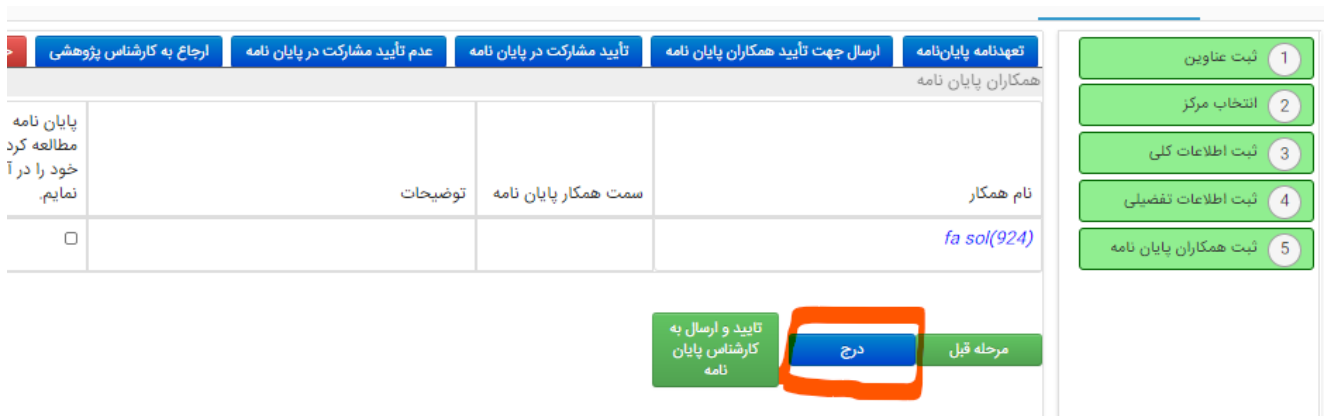 ثبت عناوین 1
انتخاب مرکز 2
ثبت اطلاعات کلی 3
ثبت اطلاعات تفضیلی 4
ثبت همکاران پایان نامه 5
تعهدنامه پایان‌نامه
ارسال جهت تأیید همکاران پایان نامه
تأیید مشارکت در پایان نامه
عدم تأیید مشارکت در پایان نامه
ارجاع به کارشناس پژوهشی
همکاران پایان نامه
نام همکار
سمت همکار پایان نامه
توضیحات
پایان نامه
مطالعه کرد
خود را در آ
نمایم.
fa sol(924)
مرحله قبل
درج
تایید و ارسال به
کارشناس پایان
نامه